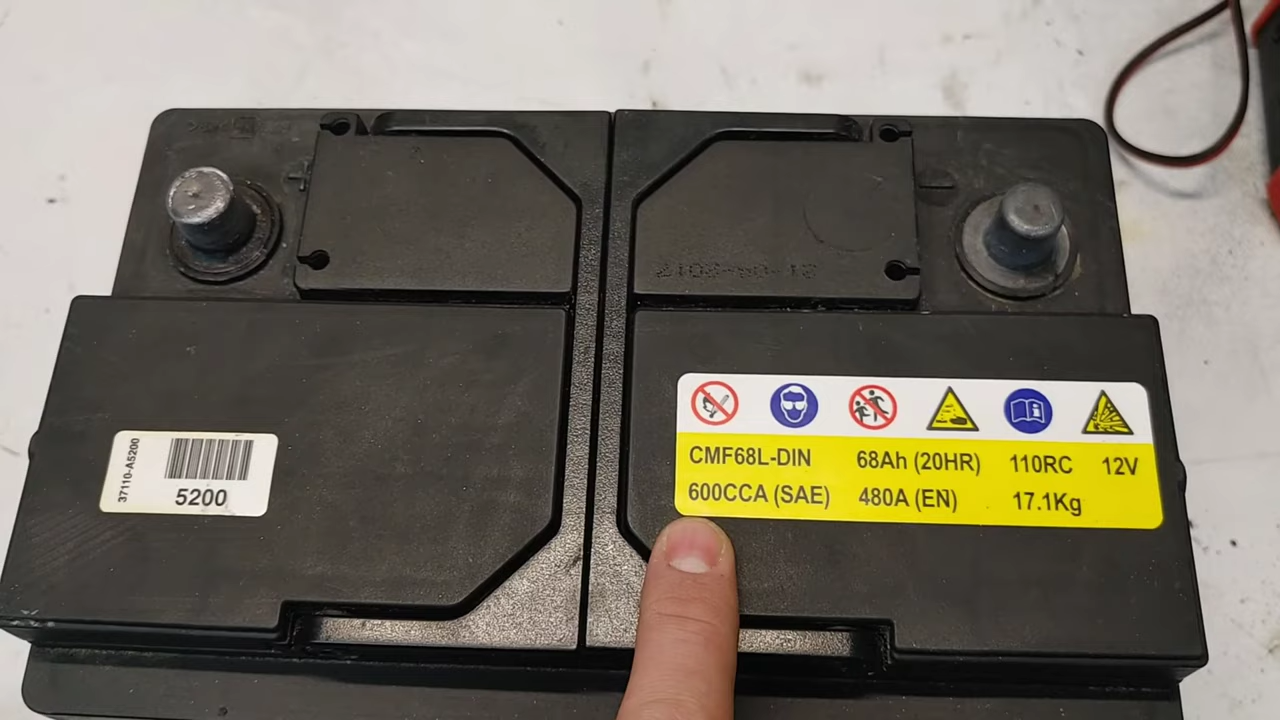 +
-
37110-A5200
5200
CMF68L-DIN 68Ah (20HR) 110RC 12V
600CCA (SAE) 480A (EN) 17.1Kg